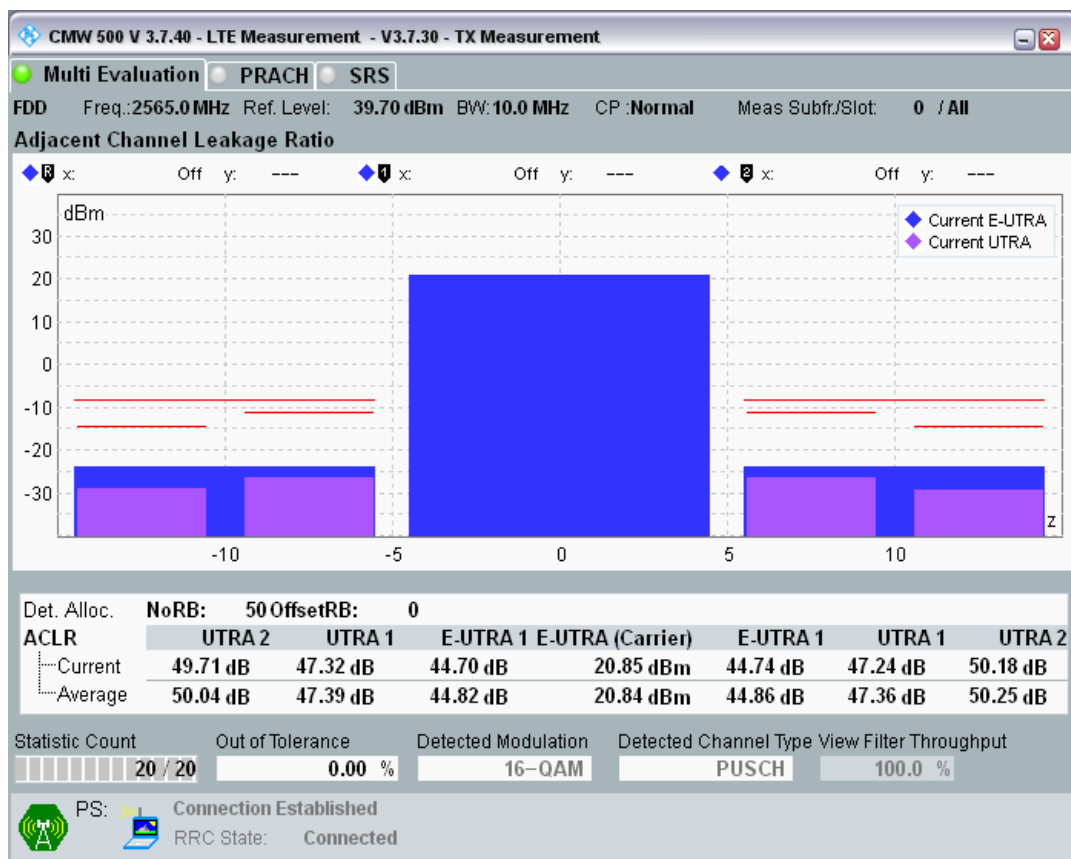 CMW 500 V 3.7.40 - LTE Measurement - V3.7.30 - TX Measurement
Multi Evaluation PRACH SRS
FDD Freq.:2565.0 MHz Ref. Level: 39.70 dBm BW:10.0 MHz CP :Normal Meas Subfr./Slot: 0 / All
Adjacent Channel Leakage Ratio
R x: Off y: --- 1 x: Off y: --- 2 x: Off y: ---
dBm
Current E-UTRA
Current UTRA
30
20
10
0
-10
-20
-30
z
-10 -5 0 5 10
Det. Alloc. NoRB: 50 OffsetRB: 0
ACLR UTRA 2 UTRA 1 E-UTRA 1 E-UTRA (Carrier) E-UTRA 1 UTRA 1 UTRA 2
Current 49.71 dB 47.32 dB 44.70 dB 20.85 dBm 44.74 dB 47.24 dB 50.18 dB
Average 50.04 dB 47.39 dB 44.82 dB 20.84 dBm 44.86 dB 47.36 dB 50.25 dB
Statistic Count Out of Tolerance Detected Modulation Detected Channel Type View Filter Throughput
20 / 20 0.00 % 16-QAM PUSCH 100.0 %
PS: Connection Established
RRC State: Connected